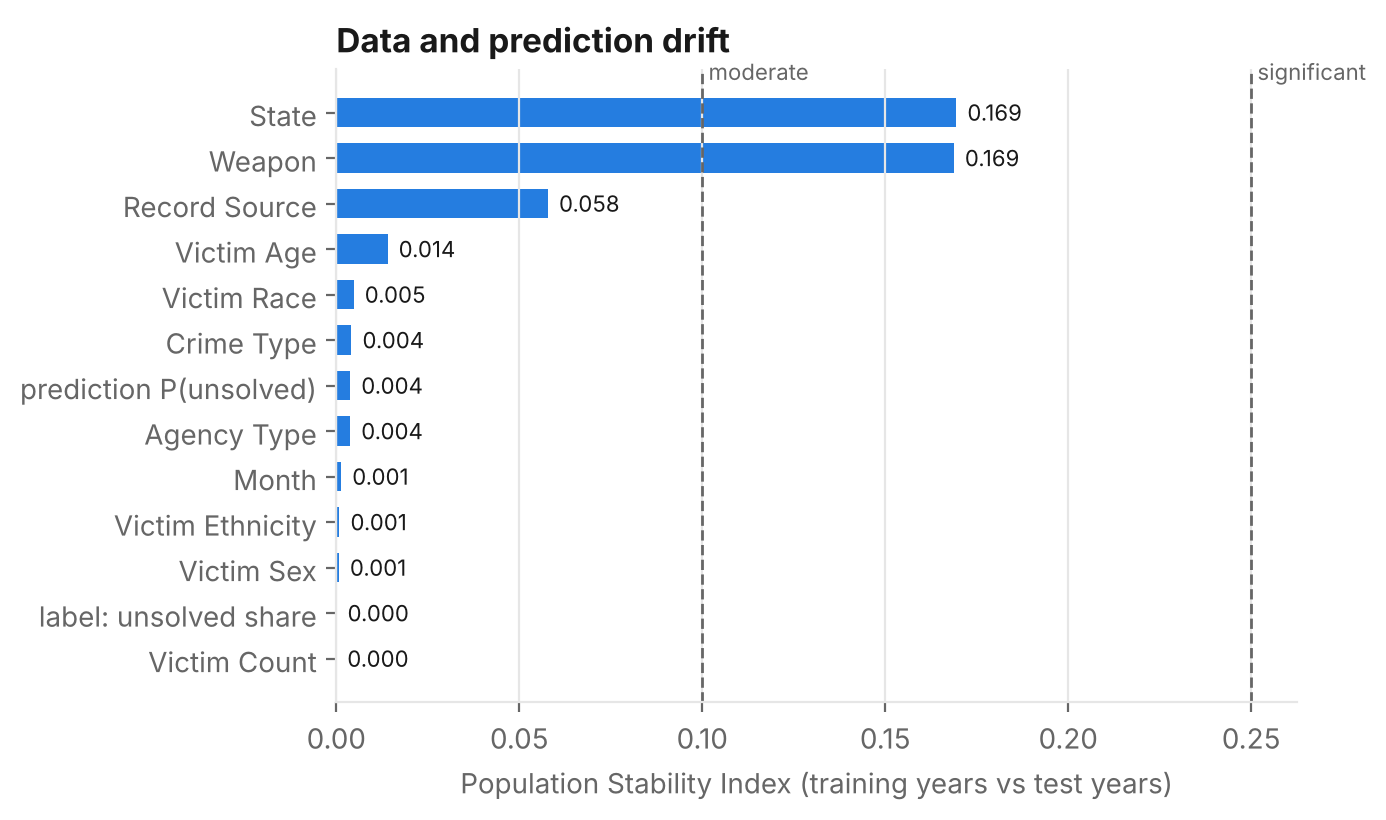 Data and prediction drift
moderate
significant
State 0.169
Weapon 0.169
Record Source 0.058
Victim Age 0.014
Victim Race 0.005
Crime Type 0.004
prediction P(unsolved) 0.004
Agency Type 0.004
Month 0.001
Victim Ethnicity 0.001
Victim Sex 0.001
label: unsolved share 0.000
Victim Count 0.000
0.00 0.05 0.10 0.15 0.20 0.25
Population Stability Index (training years vs test years)